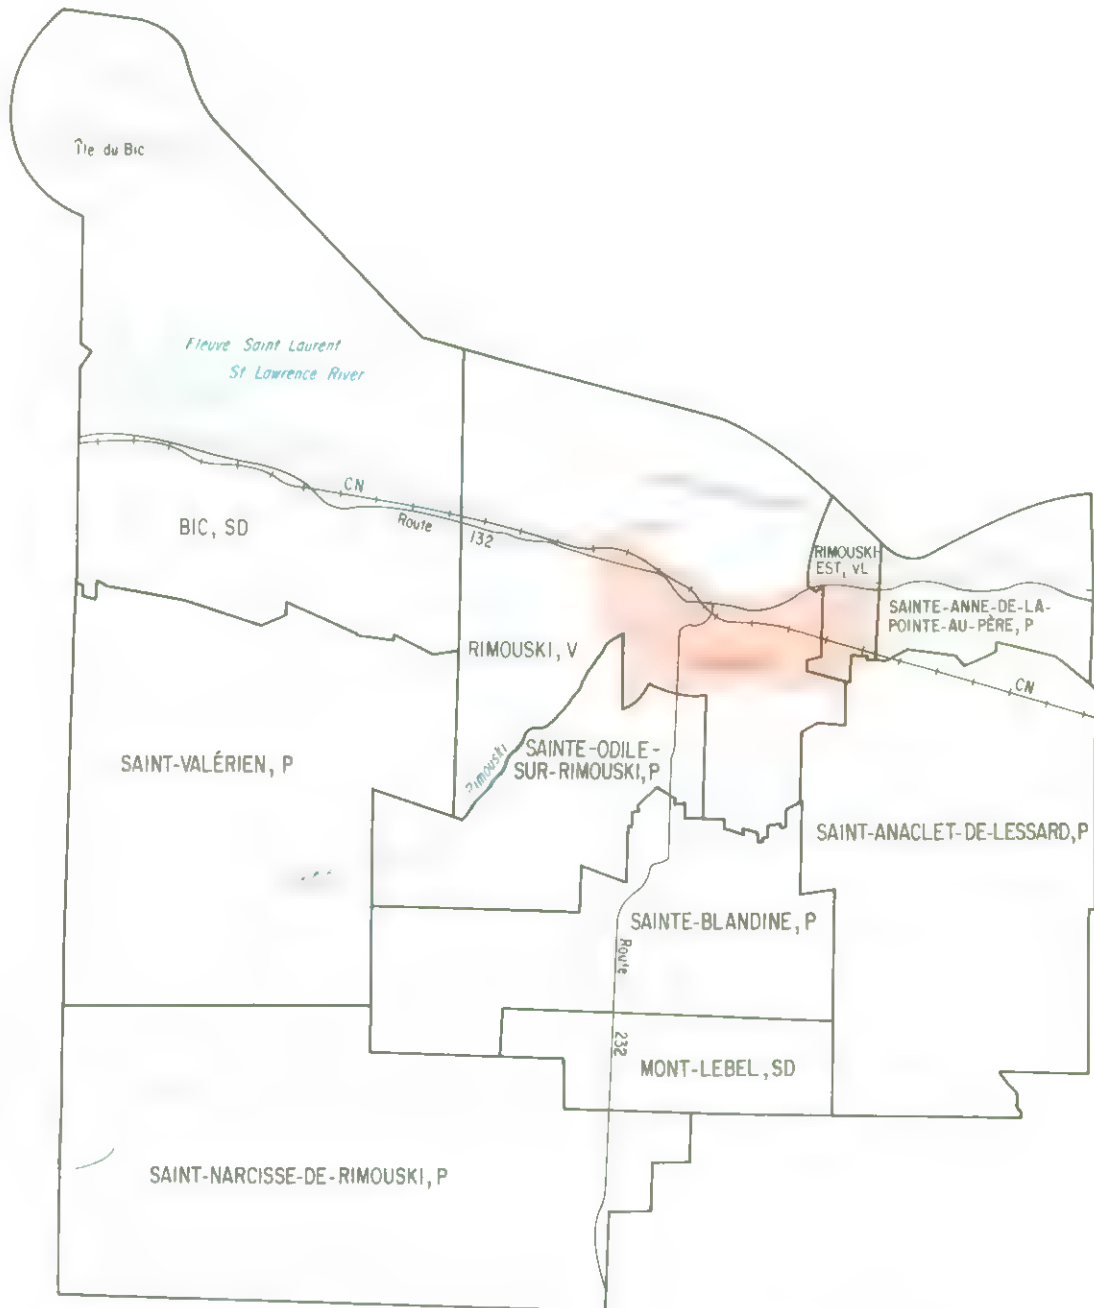 Île du Bic
Fleuve Saint Laurent
St Lawrence River
CN
Route
132
BIC, SD
RIMOUSKI
EST, VL
SAINTE-ANNE-DE-LA-
POINTE-AU-PÈRE, P
RIMOUSKI, V
CN
Rimouski
SAINTE-ODILE-
SUR-RIMOUSKI, P
SAINT-VALÉRIEN, P
SAINT-ANACLET-DE-LESSARD, P
SAINTE-BLANDINE, P
Route
232
MONT-LEBEL, SD
SAINT-NARCISSE-DE-RIMOUSKI, P